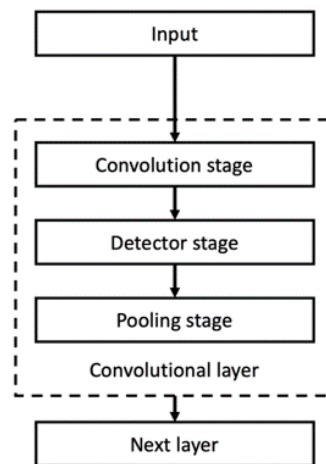 Input
Convolution stage
Detector stage
Pooling stage
Convolutional layer
Next layer